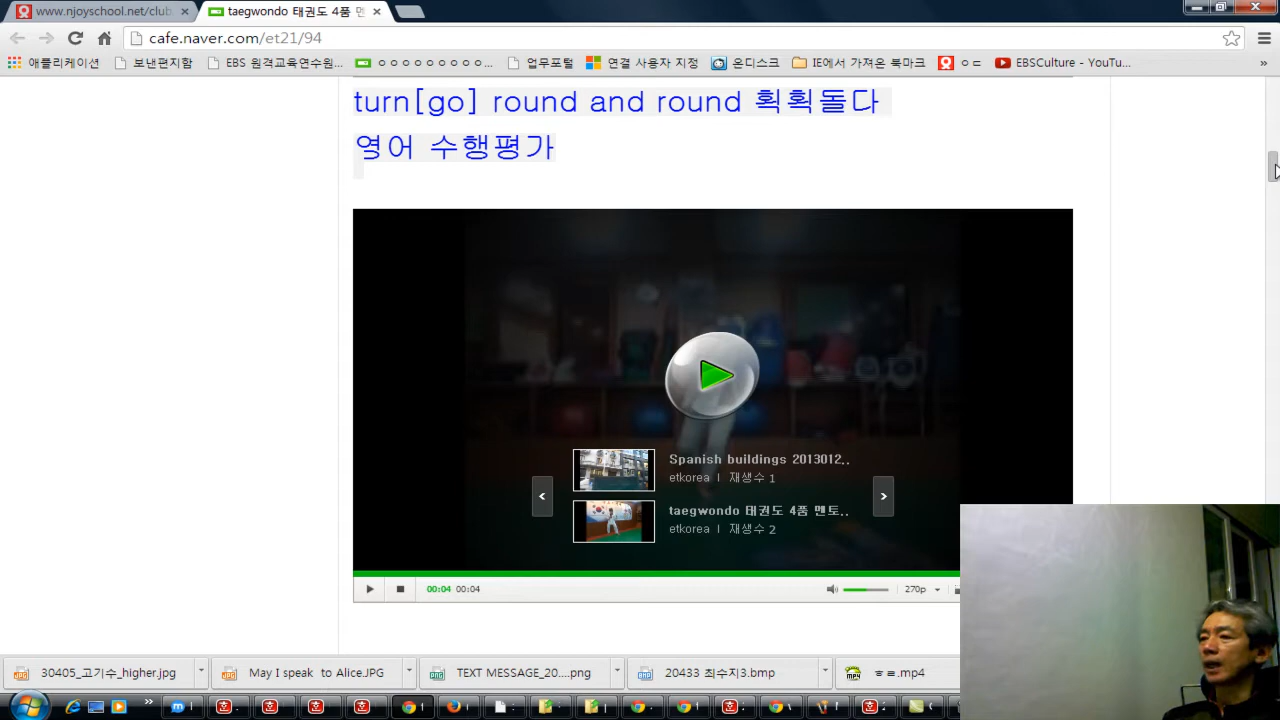 www.njoyschool.net/club
taegwondo 태권도 4품 멘
cafe.naver.com/et21/94
애플리케이션 보낸편지함 EBS 원격교육연수원... ㅇㅇㅇㅇㅇㅇㅇㅇㅇ... 업무포털 연결 사용자 지정 온디스크 IE에서 가져온 북마크 ㅇㄷ EBSCulture - YouTu... »
turn[go] round and round 획획돌다
영어 수행평가
Spanish buildings 2013012..
etkorea | 재생수 1
taegwondo 태권도 4품 멘토..
etkorea | 재생수 2
00:04 00:04 270p
30405_고기수_higher.jpg May I speak to Alice.JPG TEXT MESSAGE_20....png 20433 최수지3.bmp ㅎㅌ.mp4